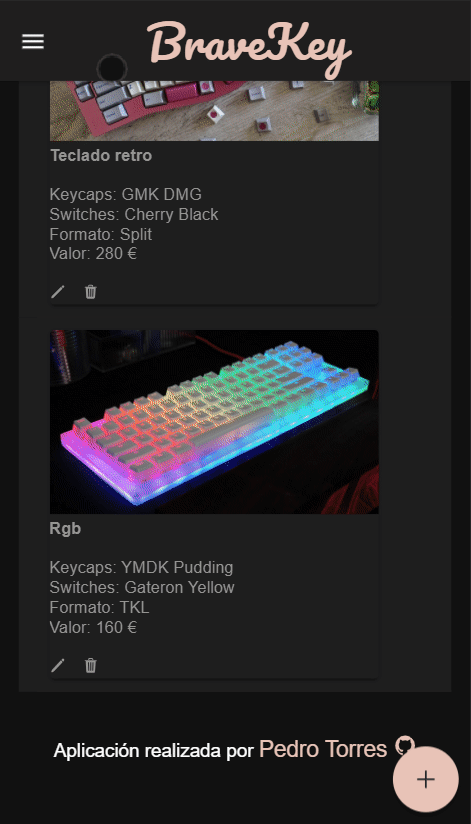 BraveKey
Teclado retro
Keycaps: GMK DMG
Switches: Cherry Black
Formato: Split
Valor: 280 €
Rgb
Keycaps: YMDK Pudding
Switches: Gateron Yellow
Formato: TKL
Valor: 160 €
Aplicación realizada por Pedro Torres